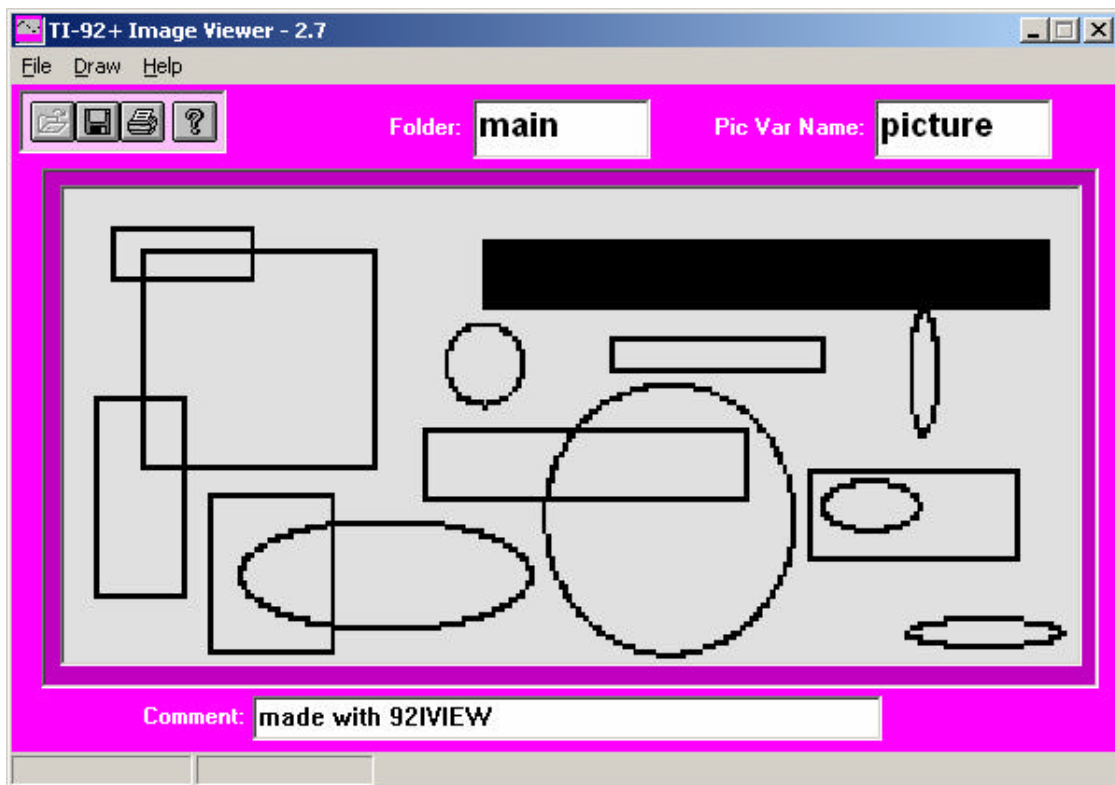 TI-92+ Image Viewer - 2.7
File Draw Help
Folder: main Pic Var Name: picture
Comment: made with 92IVIEW